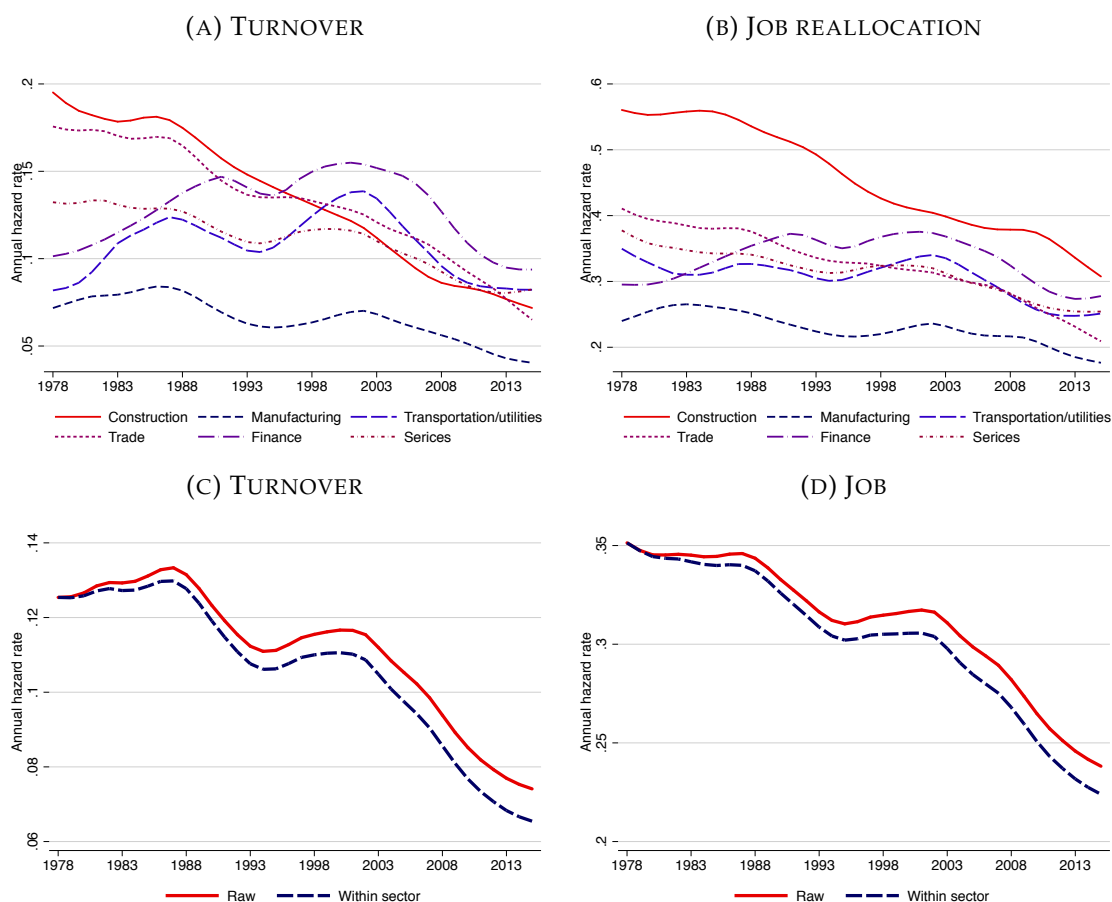 (A) TURNOVER
(B) JOB REALLOCATION
Annual hazard rate
.05 .1 .15 .2
1978 1983 1988 1993 1998 2003 2008 2013
Construction Manufacturing Transportation/utilities
Trade Finance Serices
Annual hazard rate
.2 .3 .4 .5 .6
1978 1983 1988 1993 1998 2003 2008 2013
Construction Manufacturing Transportation/utilities
Trade Finance Serices
(C) TURNOVER
(D) JOB
Annual hazard rate
.06 .08 .1 .12 .14
1978 1983 1988 1993 1998 2003 2008 2013
Raw Within sector
Annual hazard rate
.2 .25 .3 .35
1978 1983 1988 1993 1998 2003 2008 2013
Raw Within sector